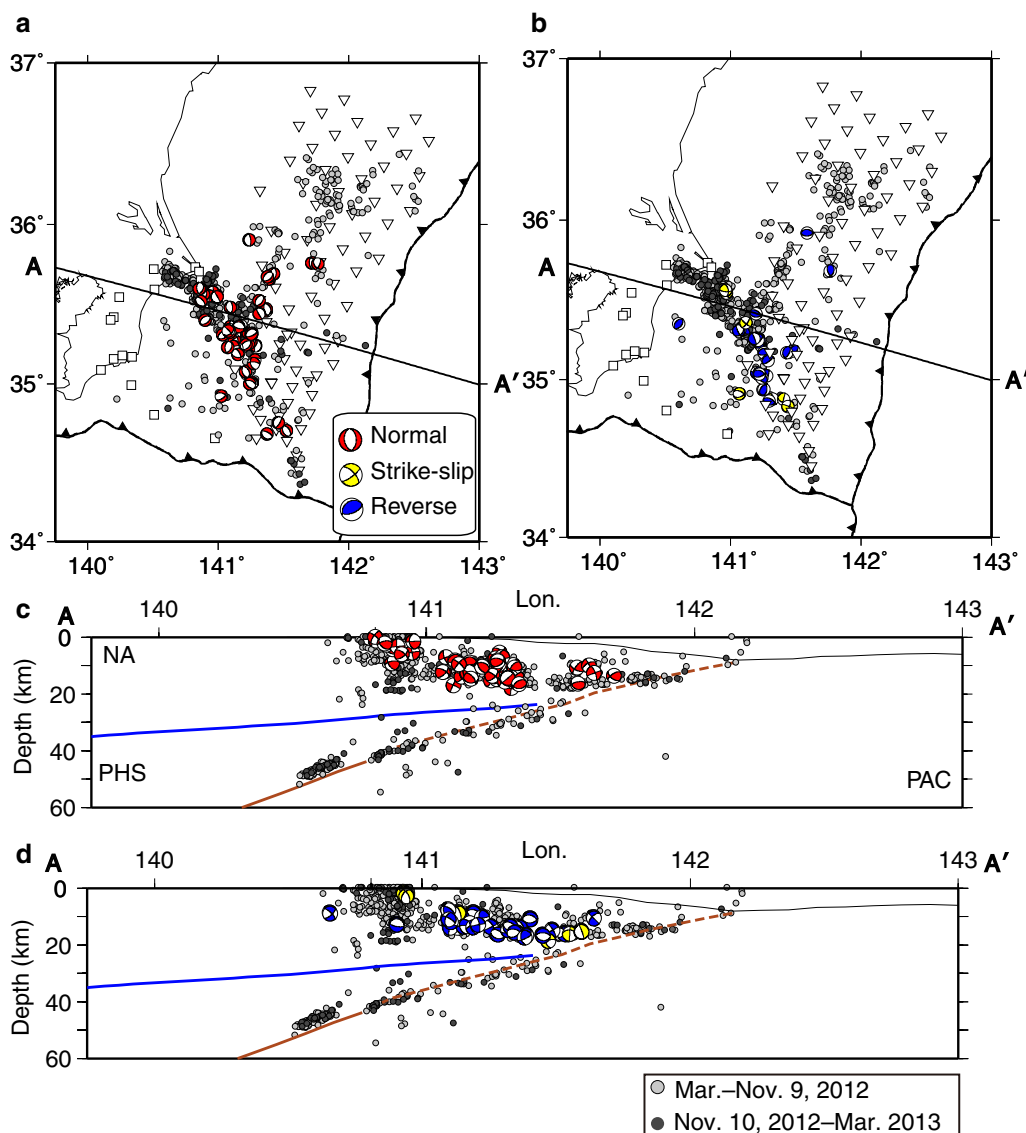 a
b
37°
37°
36°
36°
A
A
35°
A′
35°
A′
Normal
Strike-slip
Reverse
34°
34°
140°
141°
142°
143°
140°
141°
142°
143°
c
A
140
141
Lon.
142
143
A′
0
20
40
60
Depth (km)
NA
PHS
PAC
d
A
140
141
Lon.
142
143
A′
0
20
40
60
Depth (km)
Mar.–Nov. 9, 2012
Nov. 10, 2012–Mar. 2013